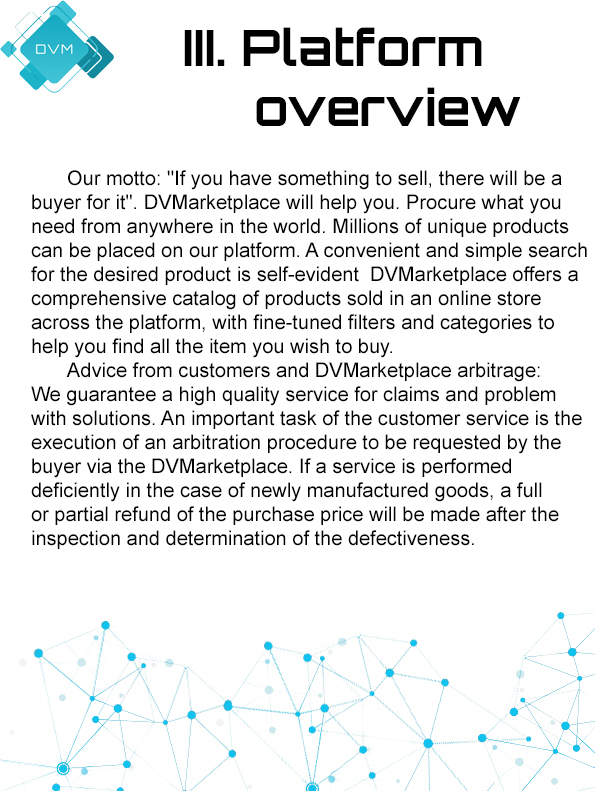 DVM
III. Platform
overview
Our motto: "If you have something to sell, there will be a
buyer for it". DVMarketplace will help you. Procure what you
need from anywhere in the world. Millions of unique products
can be placed on our platform. A convenient and simple search
for the desired product is self-evident  DVMarketplace offers a
comprehensive catalog of products sold in an online store
across the platform, with fine-tuned filters and categories to
help you find all the item you wish to buy.
Advice from customers and DVMarketplace arbitrage:
We guarantee a high quality service for claims and problem
with solutions. An important task of the customer service is the
execution of an arbitration procedure to be requested by the
buyer via the DVMarketplace. If a service is performed
deficiently in the case of newly manufactured goods, a full
or partial refund of the purchase price will be made after the
inspection and determination of the defectiveness.